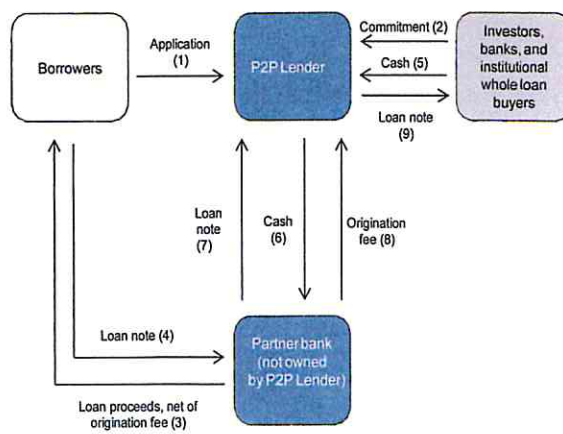 Borrowers
Application
(1)
P2P Lender
Commitment (2)
Cash (5)
Loan note
(9)
Investors,
banks, and
institutional
whole loan
buyers
Loan
note
(7)
Cash
(6)
Origination
fee (8)
Loan note (4)
Loan proceeds, net of
origination fee (3)
Partner bank
(not owned
by P2P Lender)